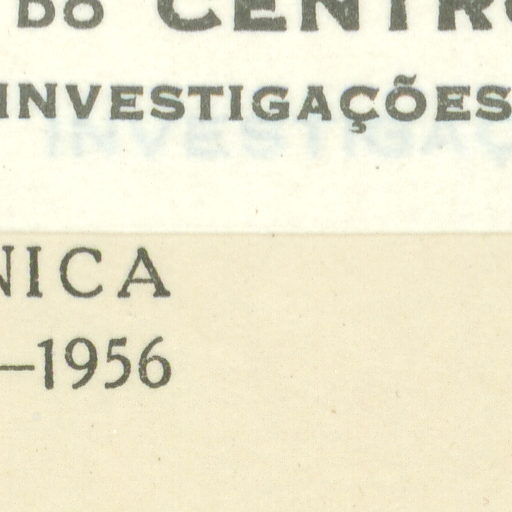 DO CENTRO
INVESTIGAÇÕES
NICA
—1956